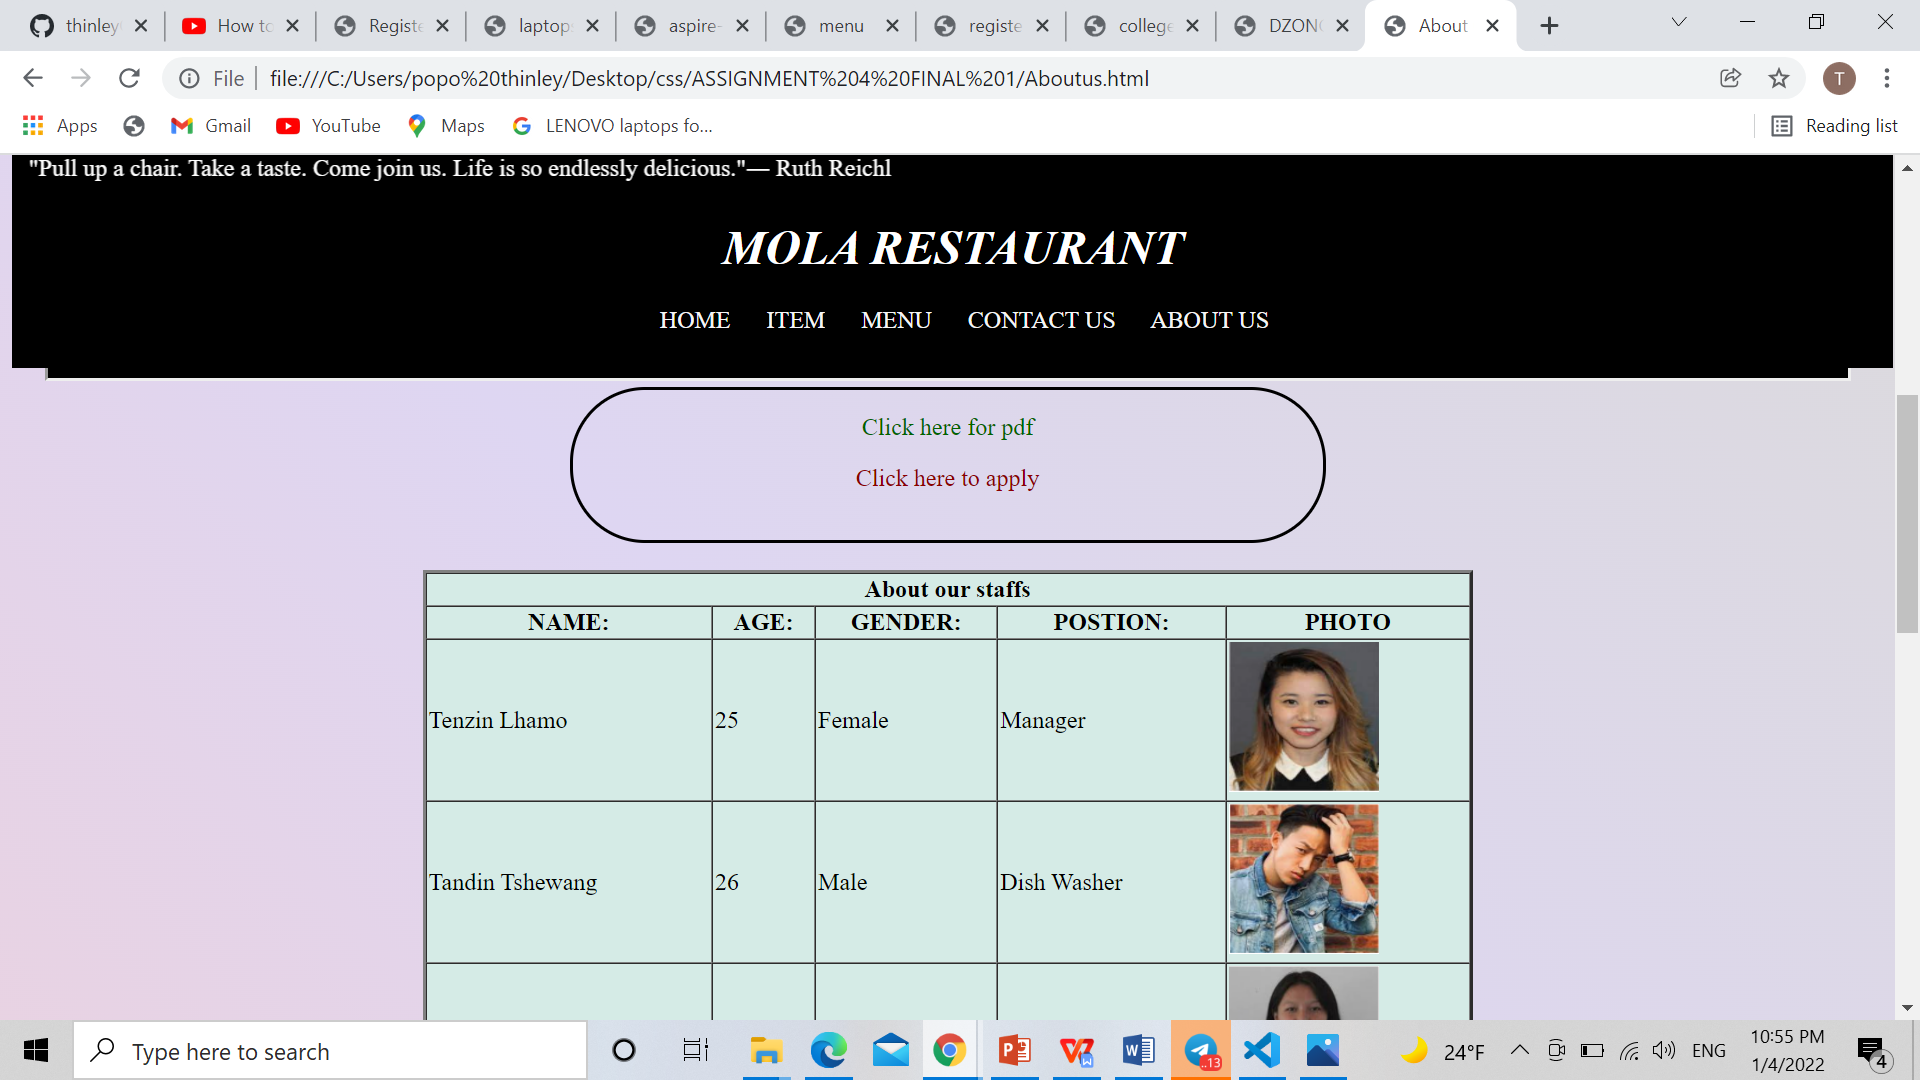 thinley
How to
Registe
laptop
aspire-
menu
registe
college
DZON
About
File
file:///C:/Users/popo%20thinley/Desktop/css/ASSIGNMENT%204%20FINAL%201/Aboutus.html
T
Apps
Gmail
YouTube
Maps
LENOVO laptops fo...
Reading list
"Pull up a chair. Take a taste. Come join us. Life is so endlessly delicious."— Ruth Reichl
MOLA RESTAURANT
HOME ITEM MENU CONTACT US ABOUT US
Click here for pdf
Click here to apply
About our staffs
NAME: AGE: GENDER: POSTION: PHOTO
Tenzin Lhamo 25 Female Manager
Tandin Tshewang 26 Male Dish Washer
Type here to search
..13
24°F
ENG
10:55 PM
1/4/2022
4